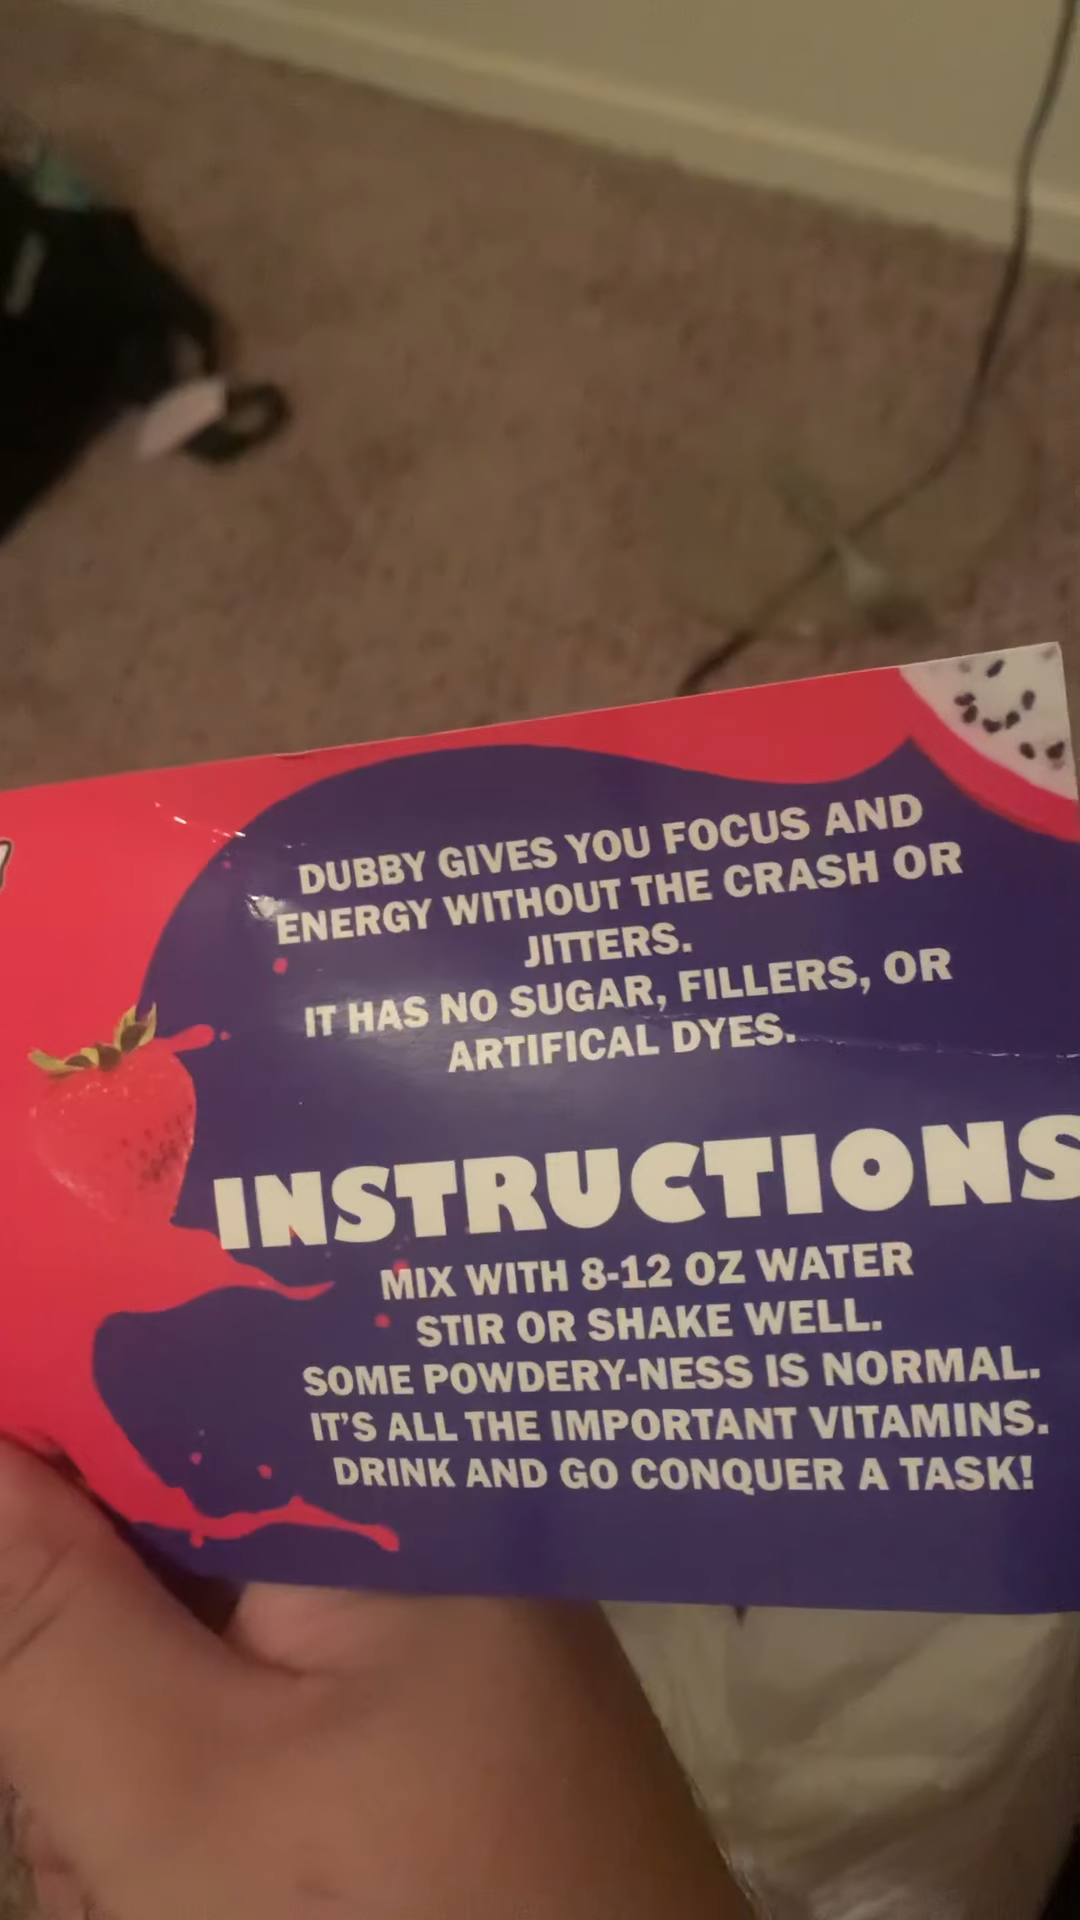 DUBBY GIVES YOU FOCUS AND
ENERGY WITHOUT THE CRASH OR
JITTERS.
IT HAS NO SUGAR, FILLERS, OR
ARTIFICAL DYES.
INSTRUCTIONS
MIX WITH 8-12 OZ WATER
STIR OR SHAKE WELL.
SOME POWDERY-NESS IS NORMAL.
IT'S ALL THE IMPORTANT VITAMINS.
DRINK AND GO CONQUER A TASK!